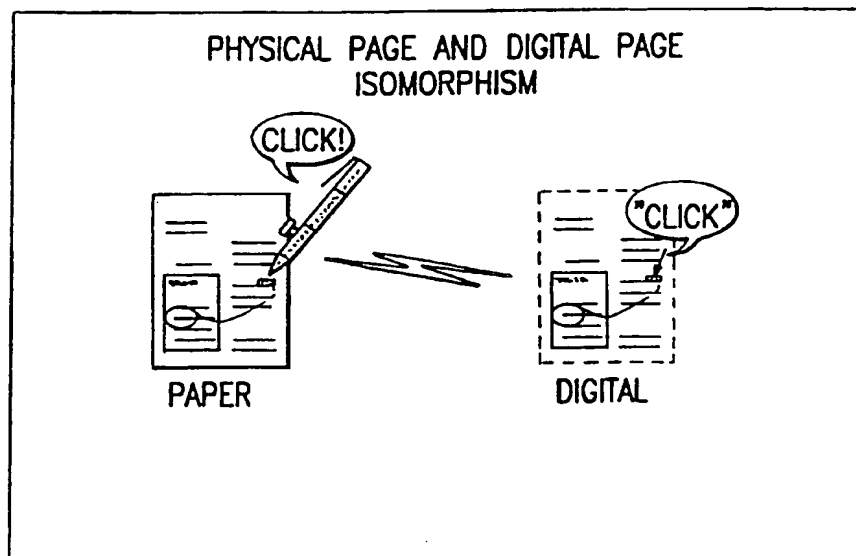 PHYSICAL PAGE AND DIGITAL PAGE
ISOMORPHISM
CLICK!
"CLICK"
PAPER
DIGITAL